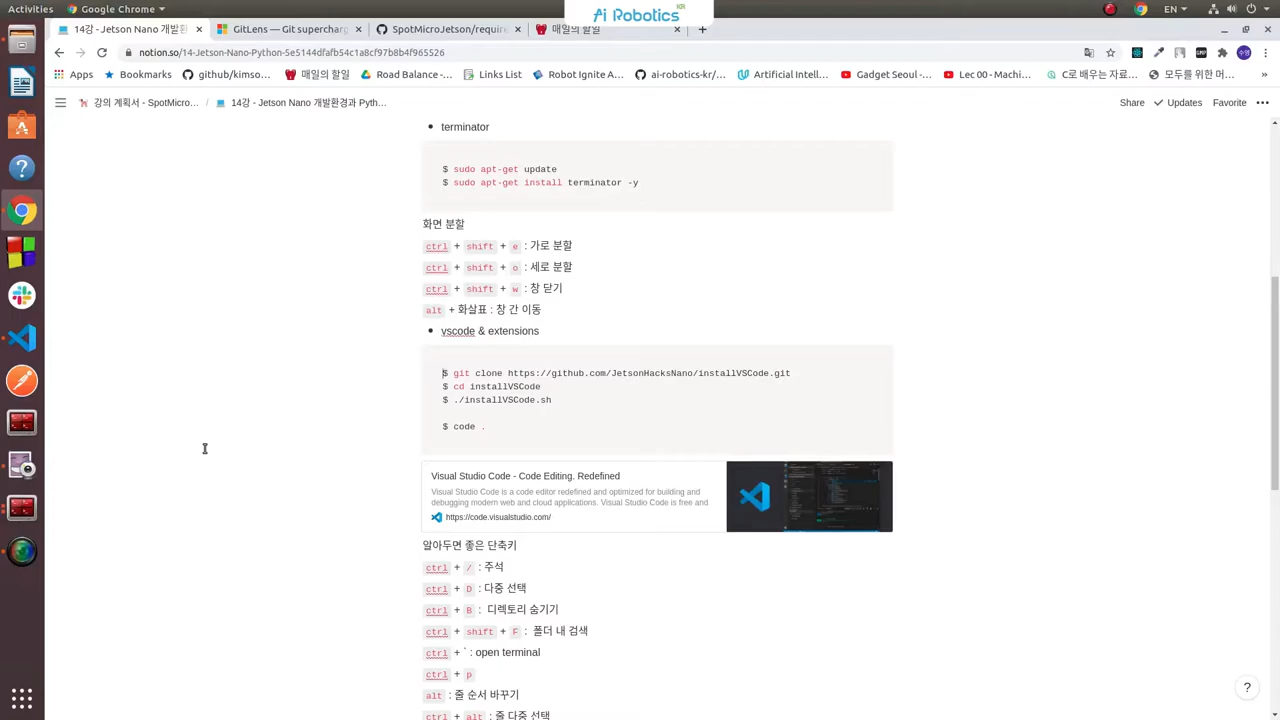 Activities
Google Chrome
EN
Ai Robotics KR
14강 - Jetson Nano 개발환
GitLens — Git supercharg
SpotMicroJetson/require
매일의 할일
notion.so/14-Jetson-Nano-Python-5e5144dfafb54c1a8cf97b8b4f965526
Apps
Bookmarks
github/kimso...
매일의 할일
Road Balance -...
Links List
Robot Ignite A...
ai-robotics-kr/...
Artificial Intell...
Gadget Seoul -...
Lec 00 - Machi...
C로 배우는 자료...
모두를 위한 머...
»
강의 계획서 - SpotMicro... / 14강 - Jetson Nano 개발환경과 Pyth...
Share
Updates
Favorite
•••
• terminator
$ sudo apt-get update
$ sudo apt-get install terminator -y
화면 분할
ctrl + shift + e : 가로 분할
ctrl + shift + o : 세로 분할
ctrl + shift + w : 창 닫기
alt + 화살표 : 창 간 이동
• vscode & extensions
$ git clone https://github.com/JetsonHacksNano/installVSCode.git
$ cd installVSCode
$ ./installVSCode.sh
$ code .
Visual Studio Code - Code Editing. Redefined
Visual Studio Code is a code editor redefined and optimized for building and
debugging modern web and cloud applications. Visual Studio Code is free and
https://code.visualstudio.com/
알아두면 좋은 단축키
ctrl + / : 주석
ctrl + D : 다중 선택
ctrl + B : 디렉토리 숨기기
ctrl + shift + F : 폴더 내 검색
ctrl + ` : open terminal
ctrl + p
alt : 줄 순서 바꾸기
ctrl + alt : 줄 다중 선택
?